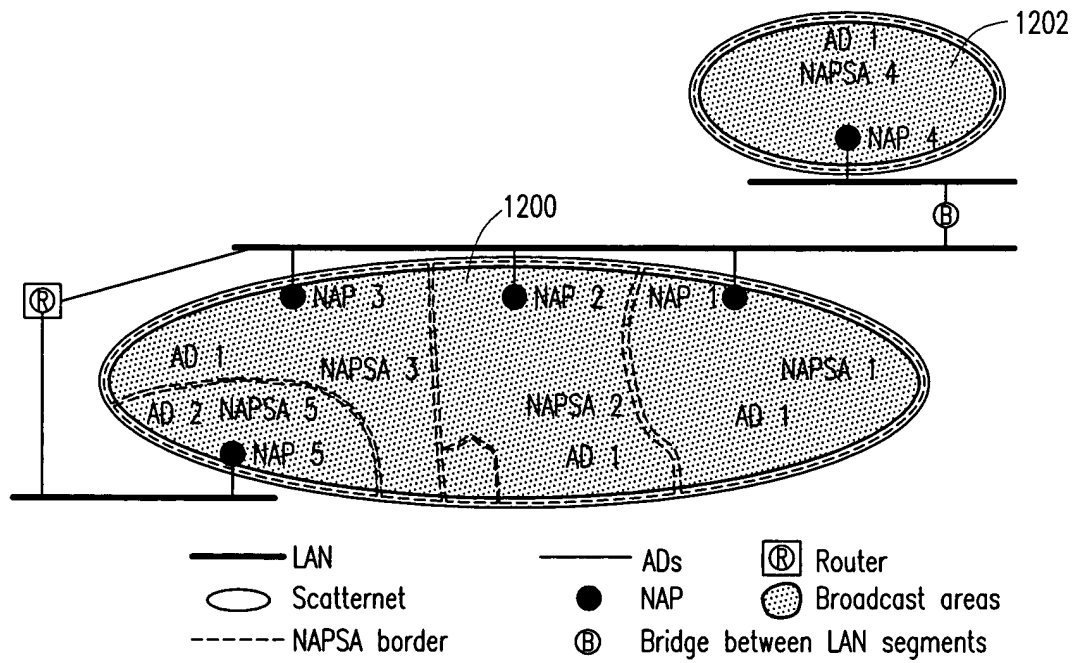 1202
AD 1
NAPSA 4
NAP 4
B
1200
R
NAP 3
NAP 2
NAP 1
AD 1
NAPSA 3
NAPSA 1
AD 2
NAPSA 5
NAPSA 2
AD 1
NAP 5
AD 1
LAN
ADs
R Router
Scatternet
NAP
Broadcast areas
NAPSA border
B Bridge between LAN segments